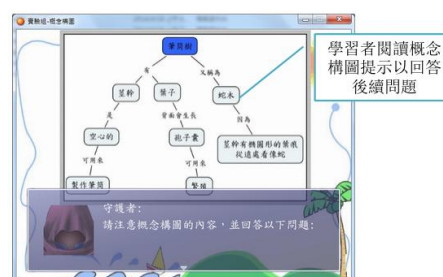 實驗組-概念構圖
筆筒樹
有
又稱為
莖幹
葉子
蛇木
是
背面會生長
因為
空心的
孢子囊
莖幹有橢圓形的葉痕
從遠處看像蛇
可用來
可用來
製作筆筒
繁殖
守護者:
請注意概念構圖的內容，並回答以下問題:
學習者閱讀概念
構圖提示以回答
後續問題